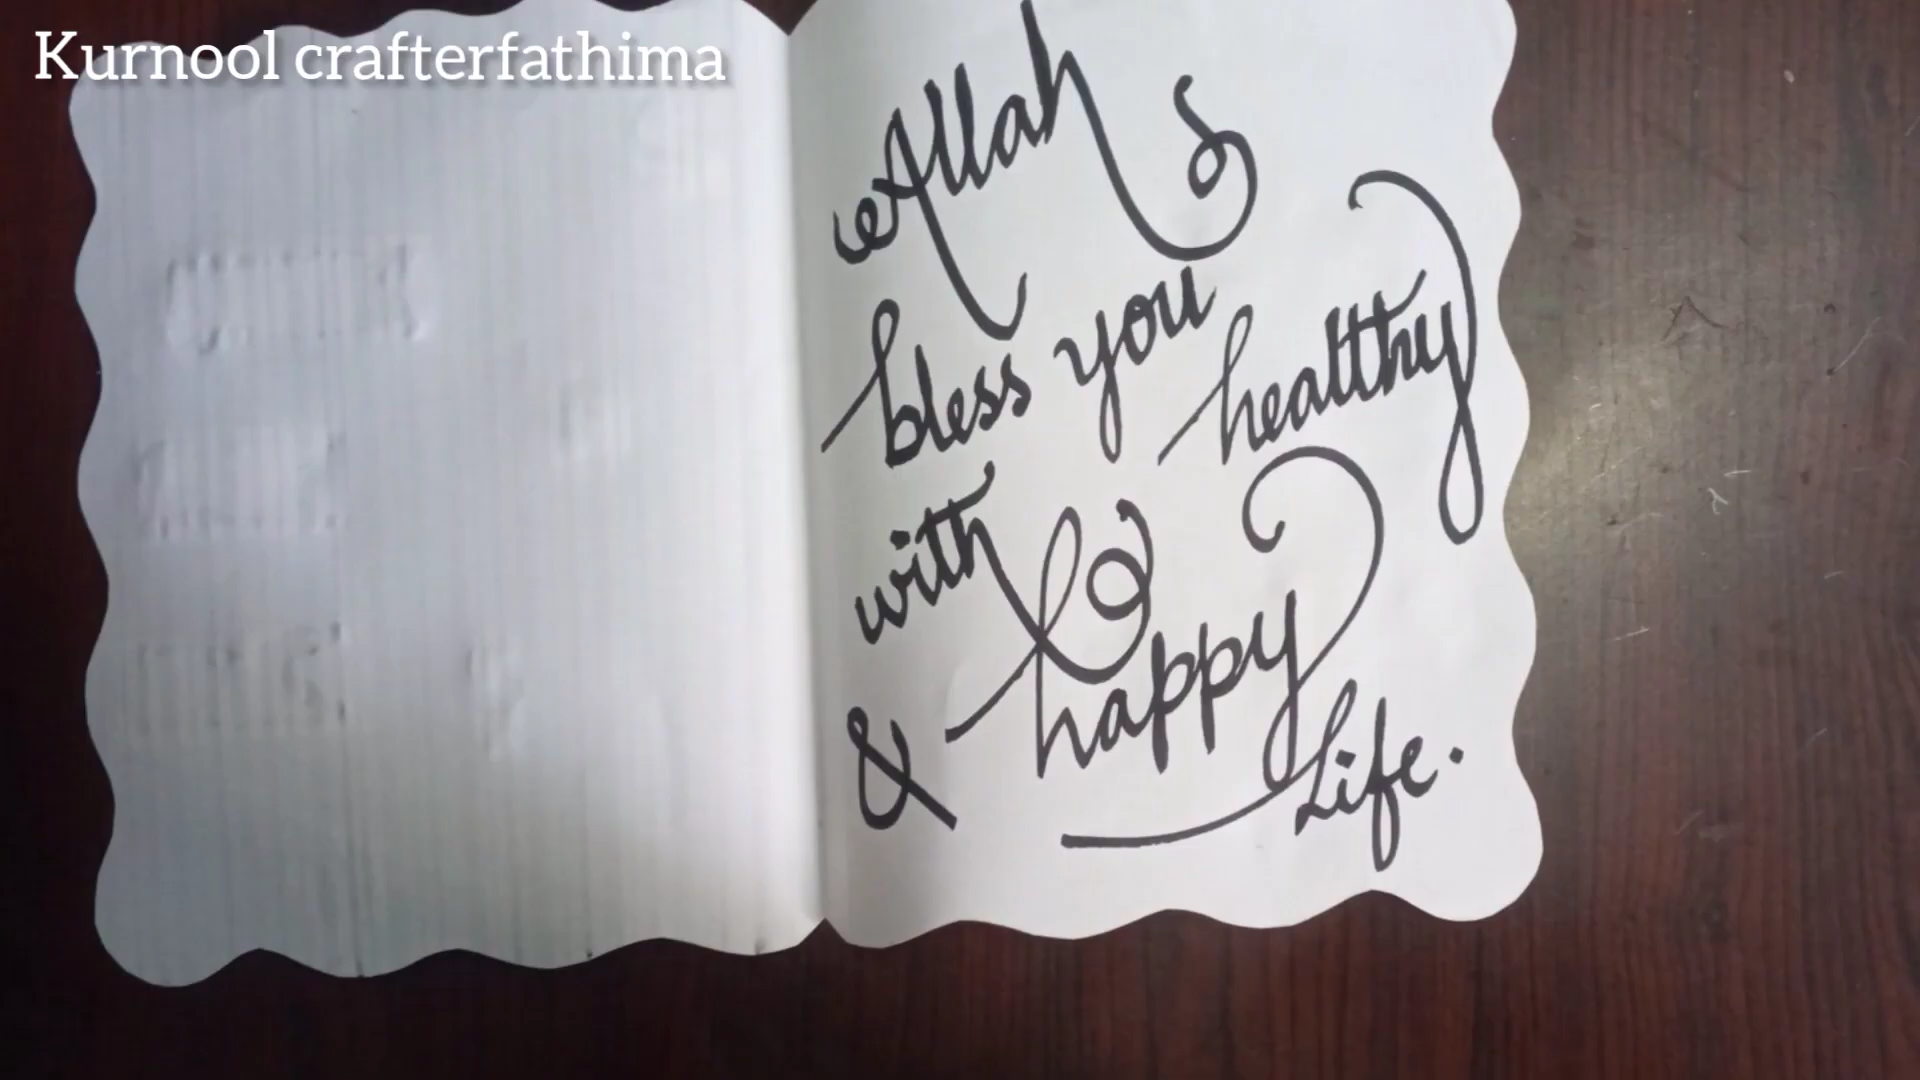 Kurnool crafterfathima
Allah
bless you
healthy
with
& happy
Life.